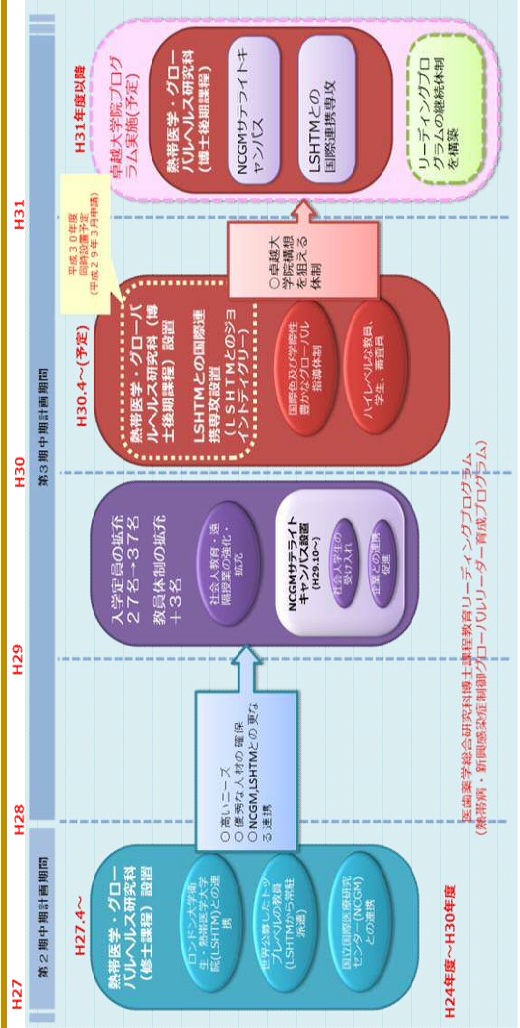 H27
H28
H29
H30
H31
第２期中期計画期間
第３期中期計画期間
H27.4～
熱帯医学・グロー
バルヘルス研究科
（修士課程）設置
ロンドン大学衛
生・熱帯医学大学
院(LSHTM)との連
携
世界公募したトッ
プレベルの教員
(LSHTMから常駐
派遣)
国立国際医療研究
センター(NCGM)
との連携
○高いニーズ
○優秀な人材の確保
○NCGM,LSHTMとの更な
る連携
入学定員の拡充
２７名→３７名
教員体制の拡充
＋３名
社会人教育・遠
隔授業の強化・
拡充
NCGMサテライト
キャンパス設置
(H29.10～)
社会人学生の
受け入れ
企業との連携
促進
H30.4～(予定)
平成３０年度
同時設置予定
（平成２９年３月申請）
熱帯医学・グローバ
ルヘルス研究科（博
士後期課程）設置
LSHTMとの国際連
携専攻設置
（ＬＳＨＴＭとのジョ
イントディグリー）
国際色及び学際性
豊かなグローバル
指導体制
ハイレベルな教員、
学生、審査員
○卓越大
学院構想
を狙える
体制
H31年度以降
卓越大学院プログ
ラム実施(予定)
熱帯医学・グロー
バルヘルス研究科
（博士後期課程）
NCGMサテライトキ
ャンパス
LSHTMとの
国際連携専攻
リーディングプロ
グラムの継続体制
を構築
H24年度～H30年度
医歯薬学総合研究科博士課程教育リーディングプログラム
（熱帯病・新興感染症制御グローバルリーダー育成プログラム）